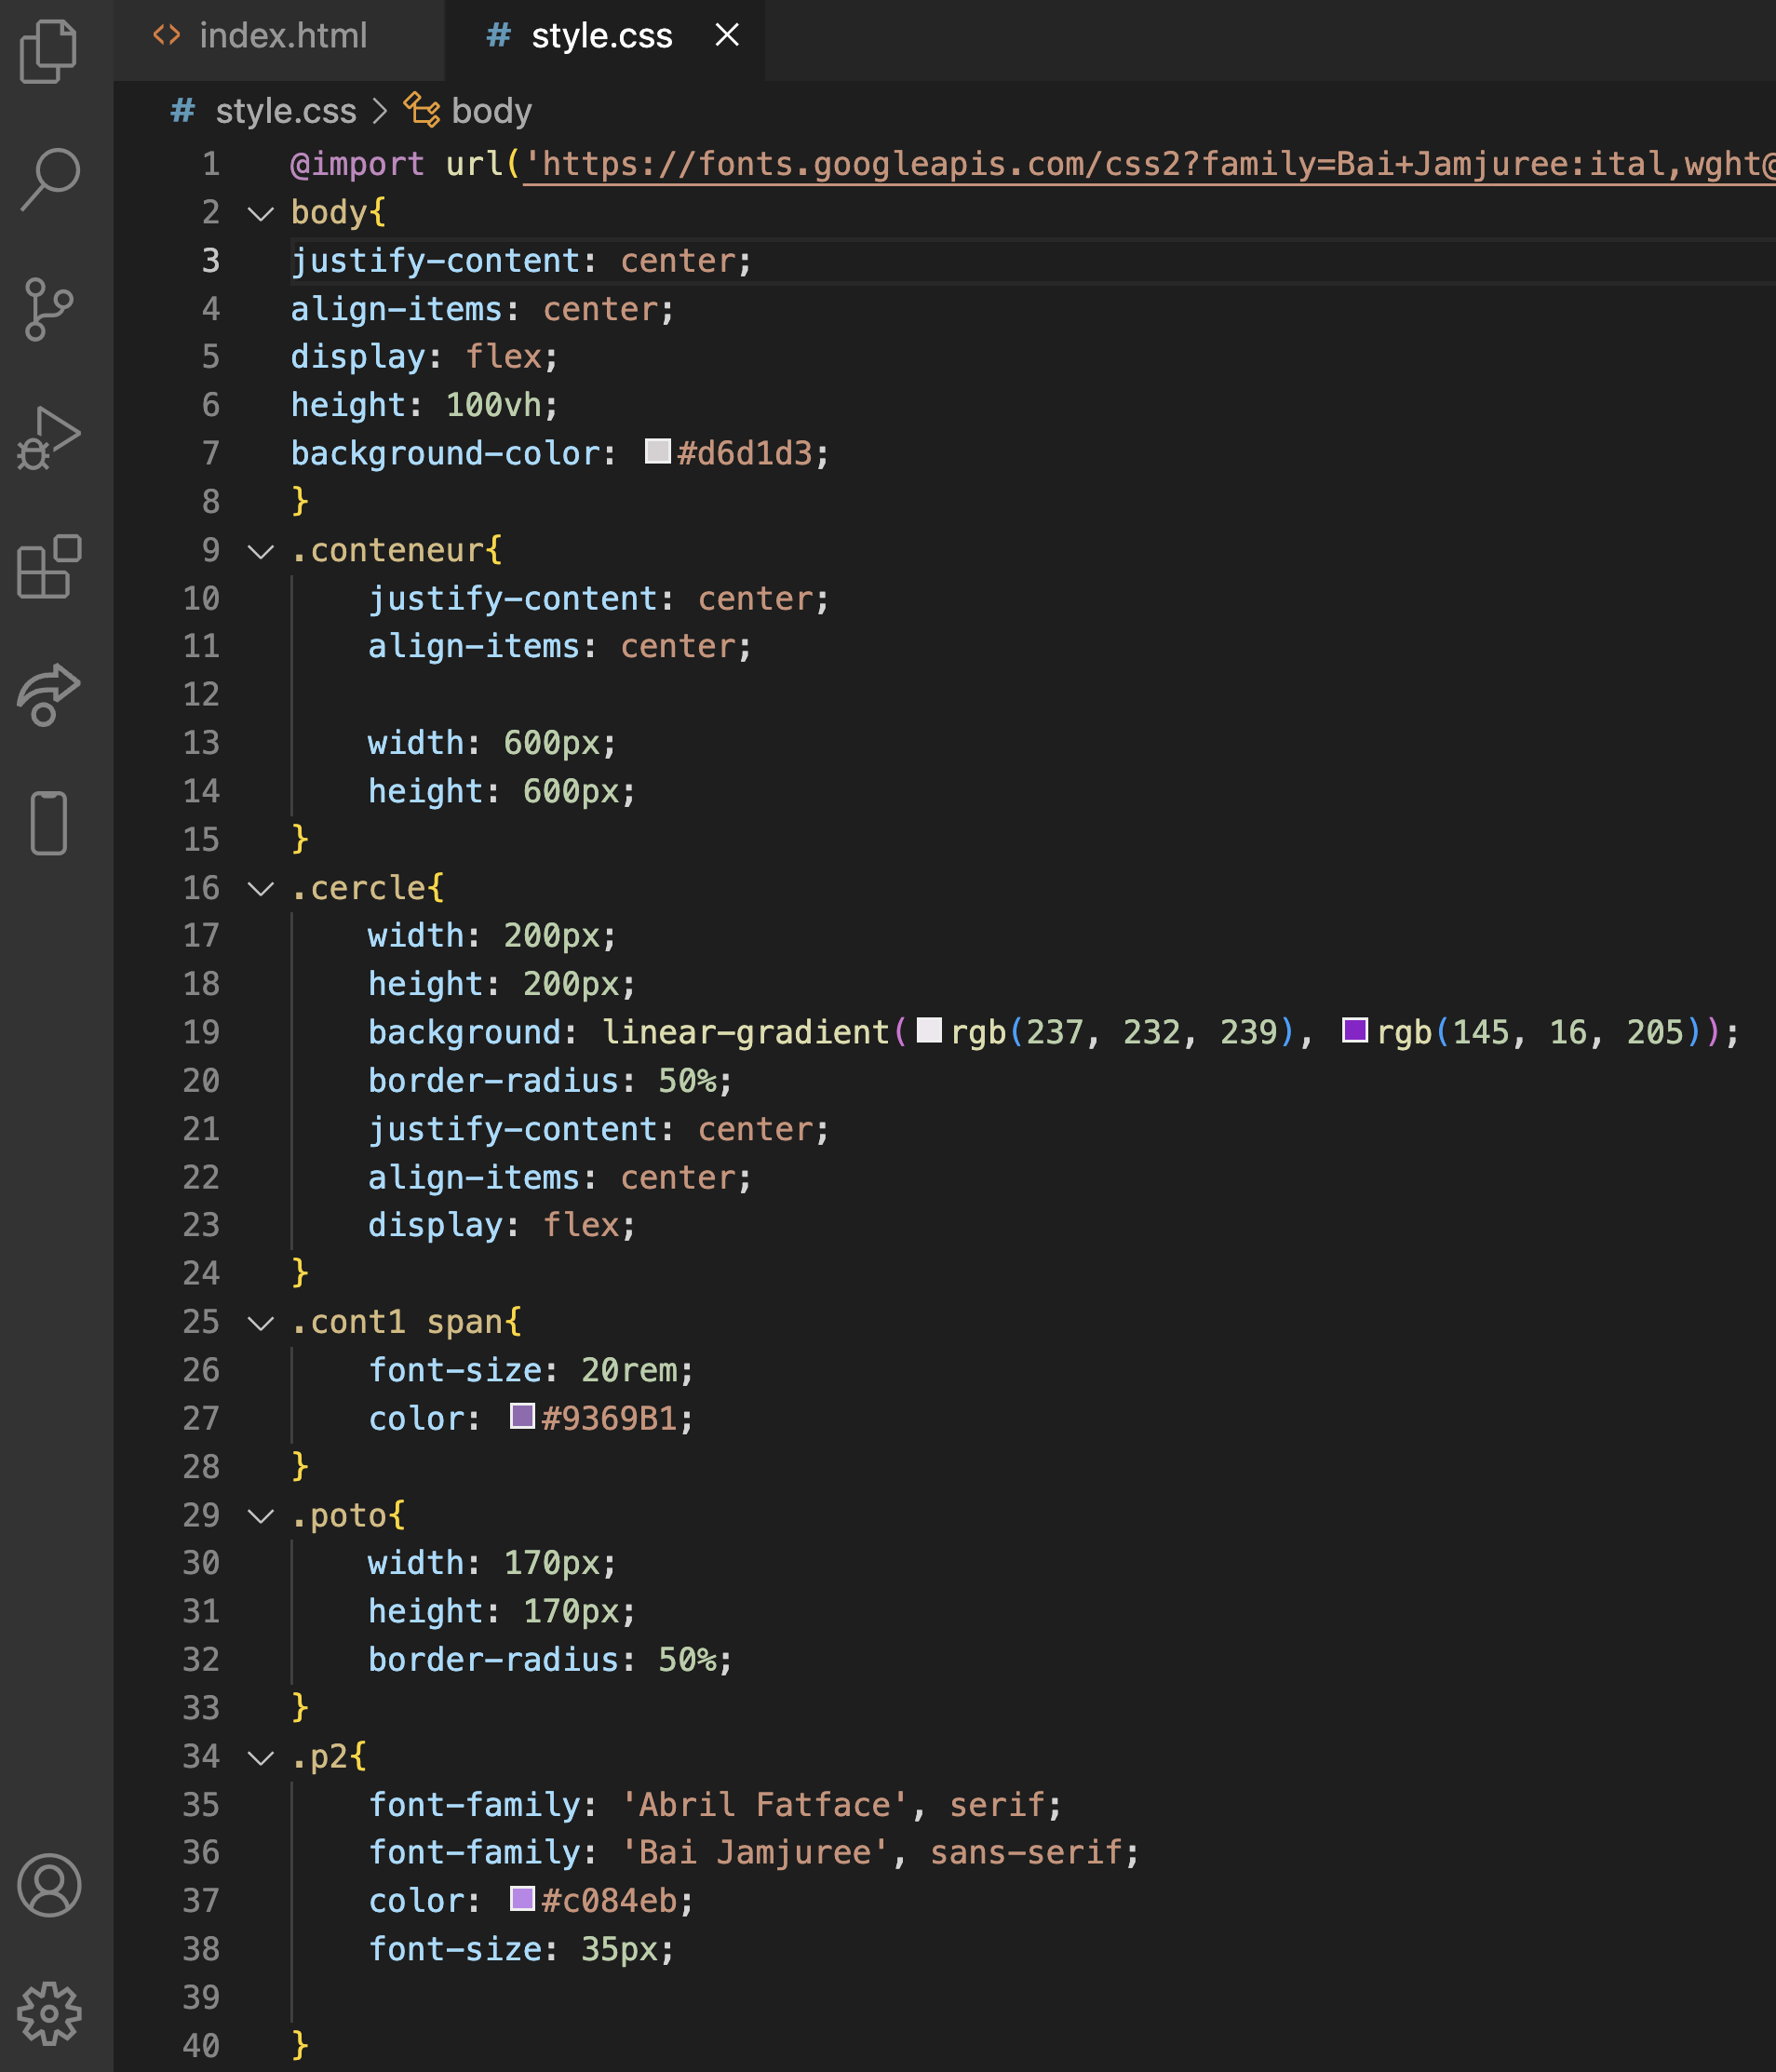 index.html
# style.css
# style.css > body
1 @import url('https://fonts.googleapis.com/css2?family=Bai+Jamjuree:ital,wght@
2 body{
3 justify-content: center;
4 align-items: center;
5 display: flex;
6 height: 100vh;
7 background-color: #d6d1d3;
8 }
9 .conteneur{
10 justify-content: center;
11 align-items: center;
12
13 width: 600px;
14 height: 600px;
15 }
16 .cercle{
17 width: 200px;
18 height: 200px;
19 background: linear-gradient(rgb(237, 232, 239), rgb(145, 16, 205));
20 border-radius: 50%;
21 justify-content: center;
22 align-items: center;
23 display: flex;
24 }
25 .cont1 span{
26 font-size: 20rem;
27 color: #9369B1;
28 }
29 .poto{
30 width: 170px;
31 height: 170px;
32 border-radius: 50%;
33 }
34 .p2{
35 font-family: 'Abril Fatface', serif;
36 font-family: 'Bai Jamjuree', sans-serif;
37 color: #c084eb;
38 font-size: 35px;
39
40 }